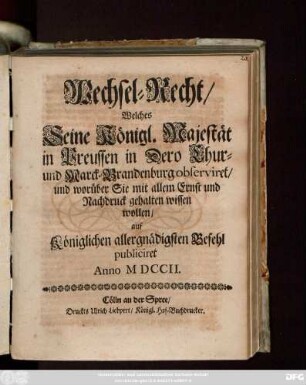 Wechsel-Recht/
Welches
Seine Königl. Majestät
in Preussen in Dero Chur-
und Marck-Brandenburg observiret/
und worüber Sie mit allem Ernst und
Nachdruck gehalten wissen
wollen/
auf
Königlichen allergnädigsten Befehl
publiciret
Anno M DCCII.
Cölln an der Spree/
Druckts Ulrich Liebpert/ Königl. Hof-Buchdrucker.